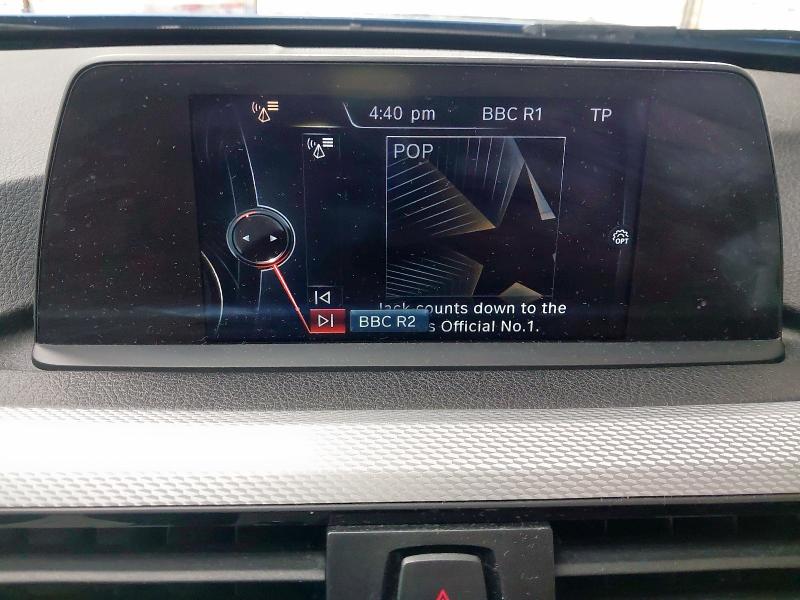 4:40 pm BBC R1 TP
POP
OPT
Jack counts down to the
BBC R2 s Official No.1.